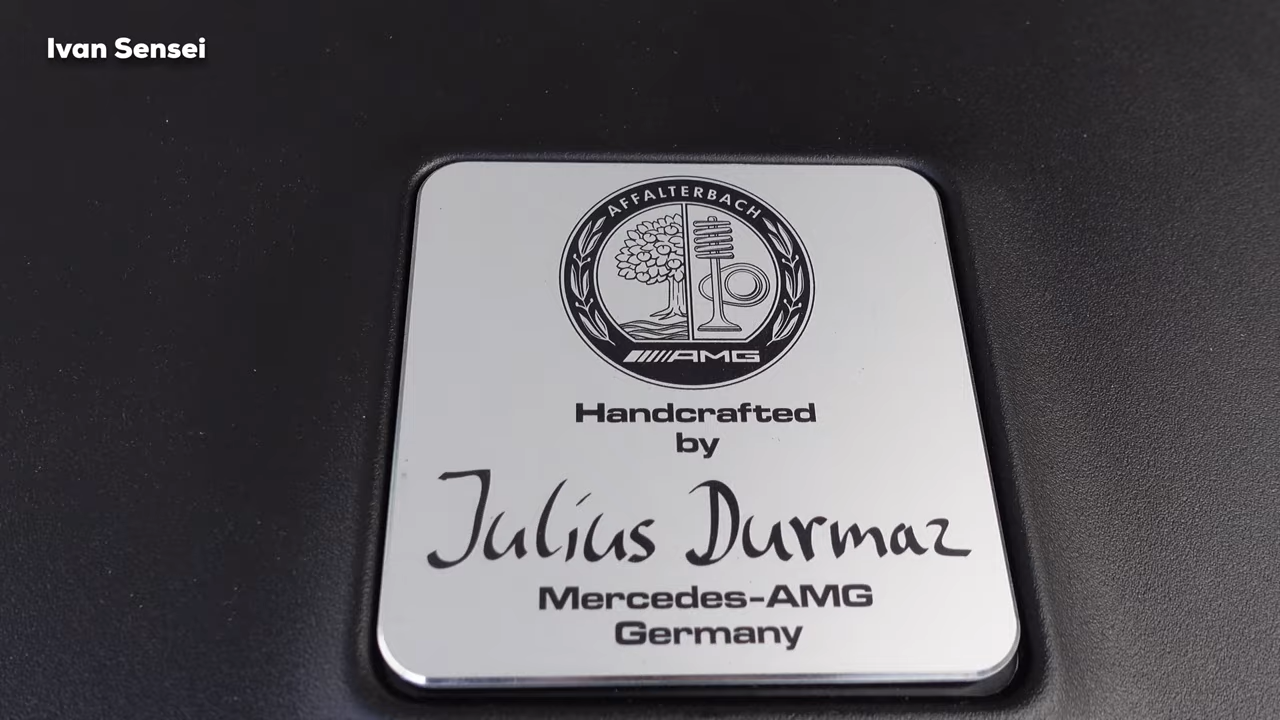 Ivan Sensei
AFFALTERBACH
AMG
Handcrafted
by
Julius Durmaz
Mercedes-AMG
Germany